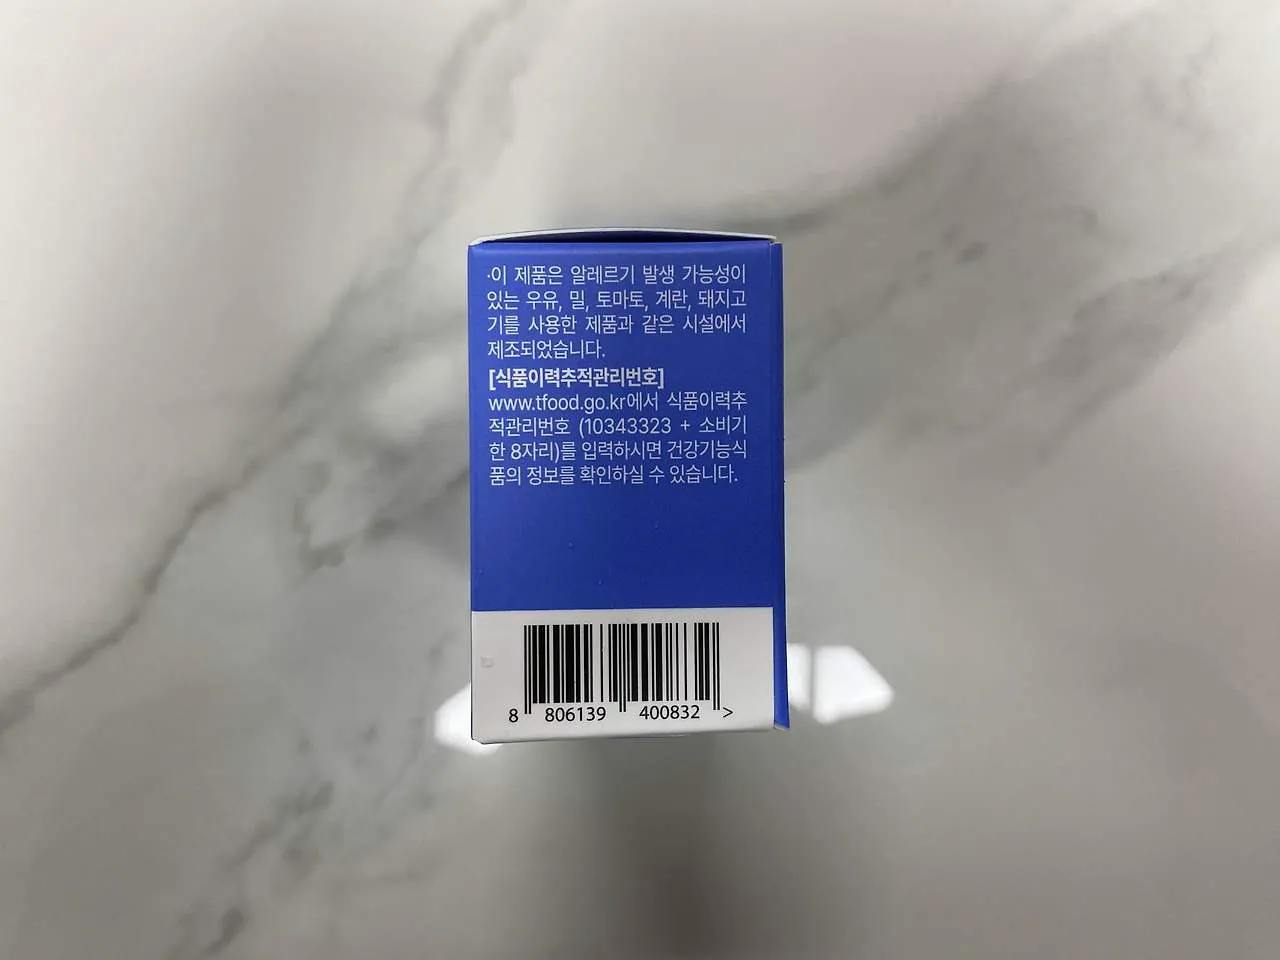 ·이 제품은 알레르기 발생 가능성이
있는 우유, 밀, 토마토, 계란, 돼지고
기를 사용한 제품과 같은 시설에서
제조되었습니다.
[식품이력추적관리번호]
www.tfood.go.kr에서 식품이력추
적관리번호 (10343323 + 소비기
한 8자리)를 입력하시면 건강기능식
품의 정보를 확인하실 수 있습니다.
8 806139 400832 >